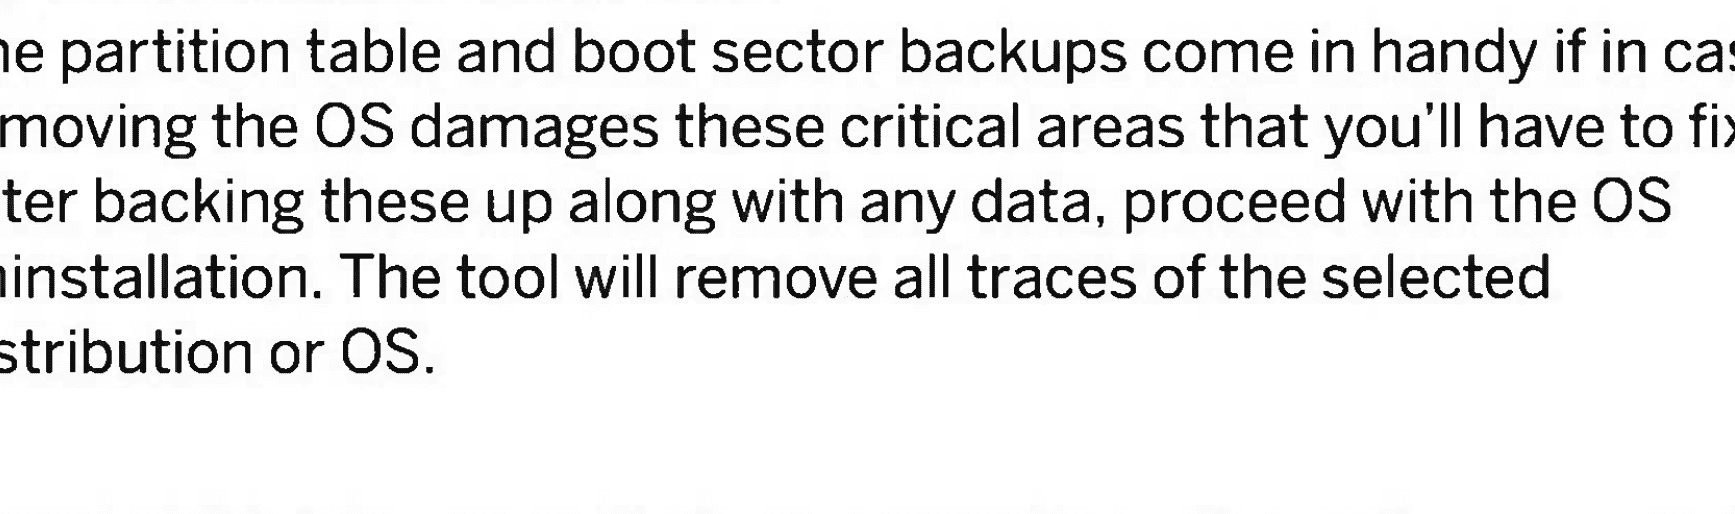 he partition table and boot sector backups come in handy if in cas
moving the OS damages these critical areas that you'll have to fix
ter backing these up along with any data, proceed with the OS
ninstallation. The tool will remove all traces of the selected
stribution or OS.